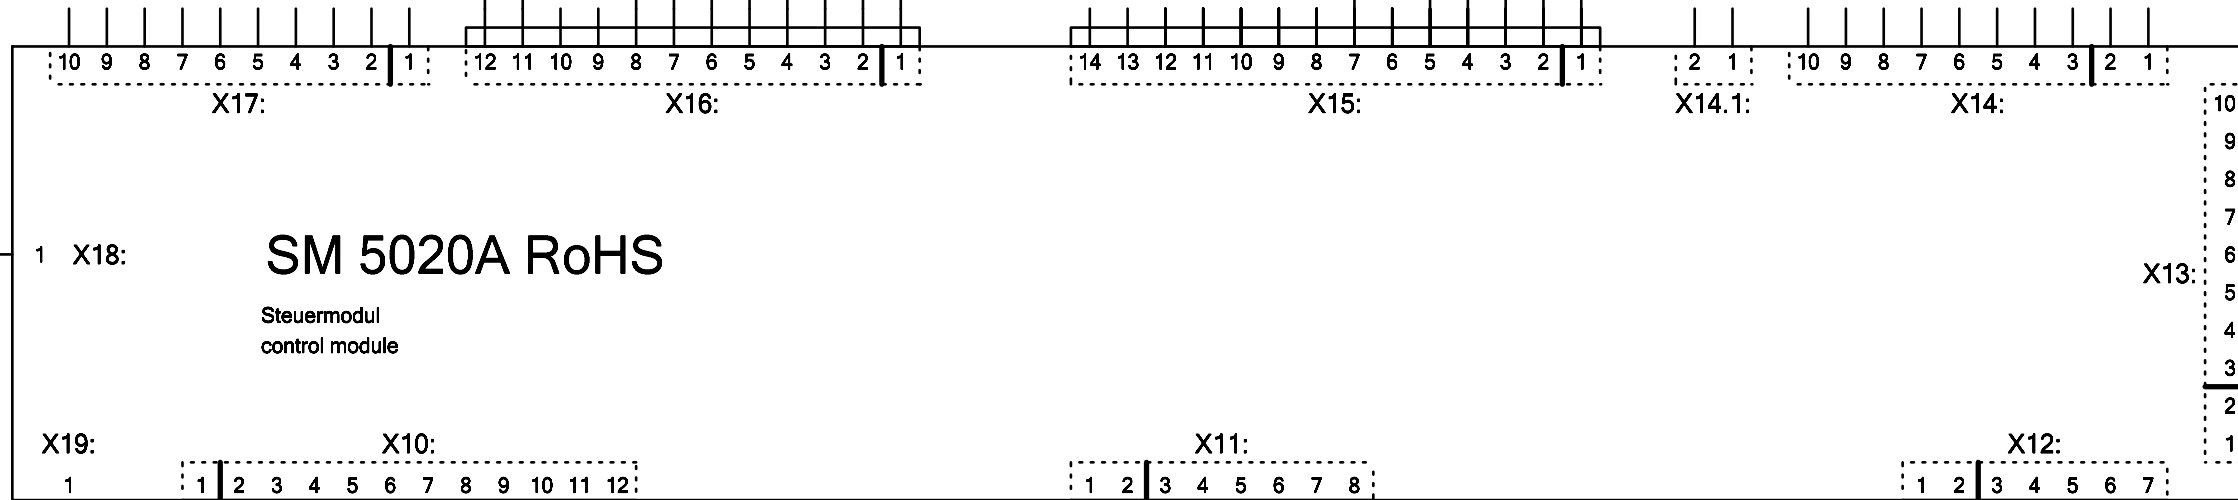 10 9 8 7 6 5 4 3 2 1 12 11 10 9 8 7 6 5 4 3 2 1 14 13 12 11 10 9 8 7 6 5 4 3 2 1 2 1 10 9 8 7 6 5 4 3 2 1
X17: X16: X15: X14.1: X14:
10
9
8
7
6
5
4
3
2
1
X13:
1 X18:
SM 5020A RoHS
Steuermodul
control module
X19: X10: X11: X12:
1 1 2 3 4 5 6 7 8 9 10 11 12 1 2 3 4 5 6 7 8 1 2 3 4 5 6 7